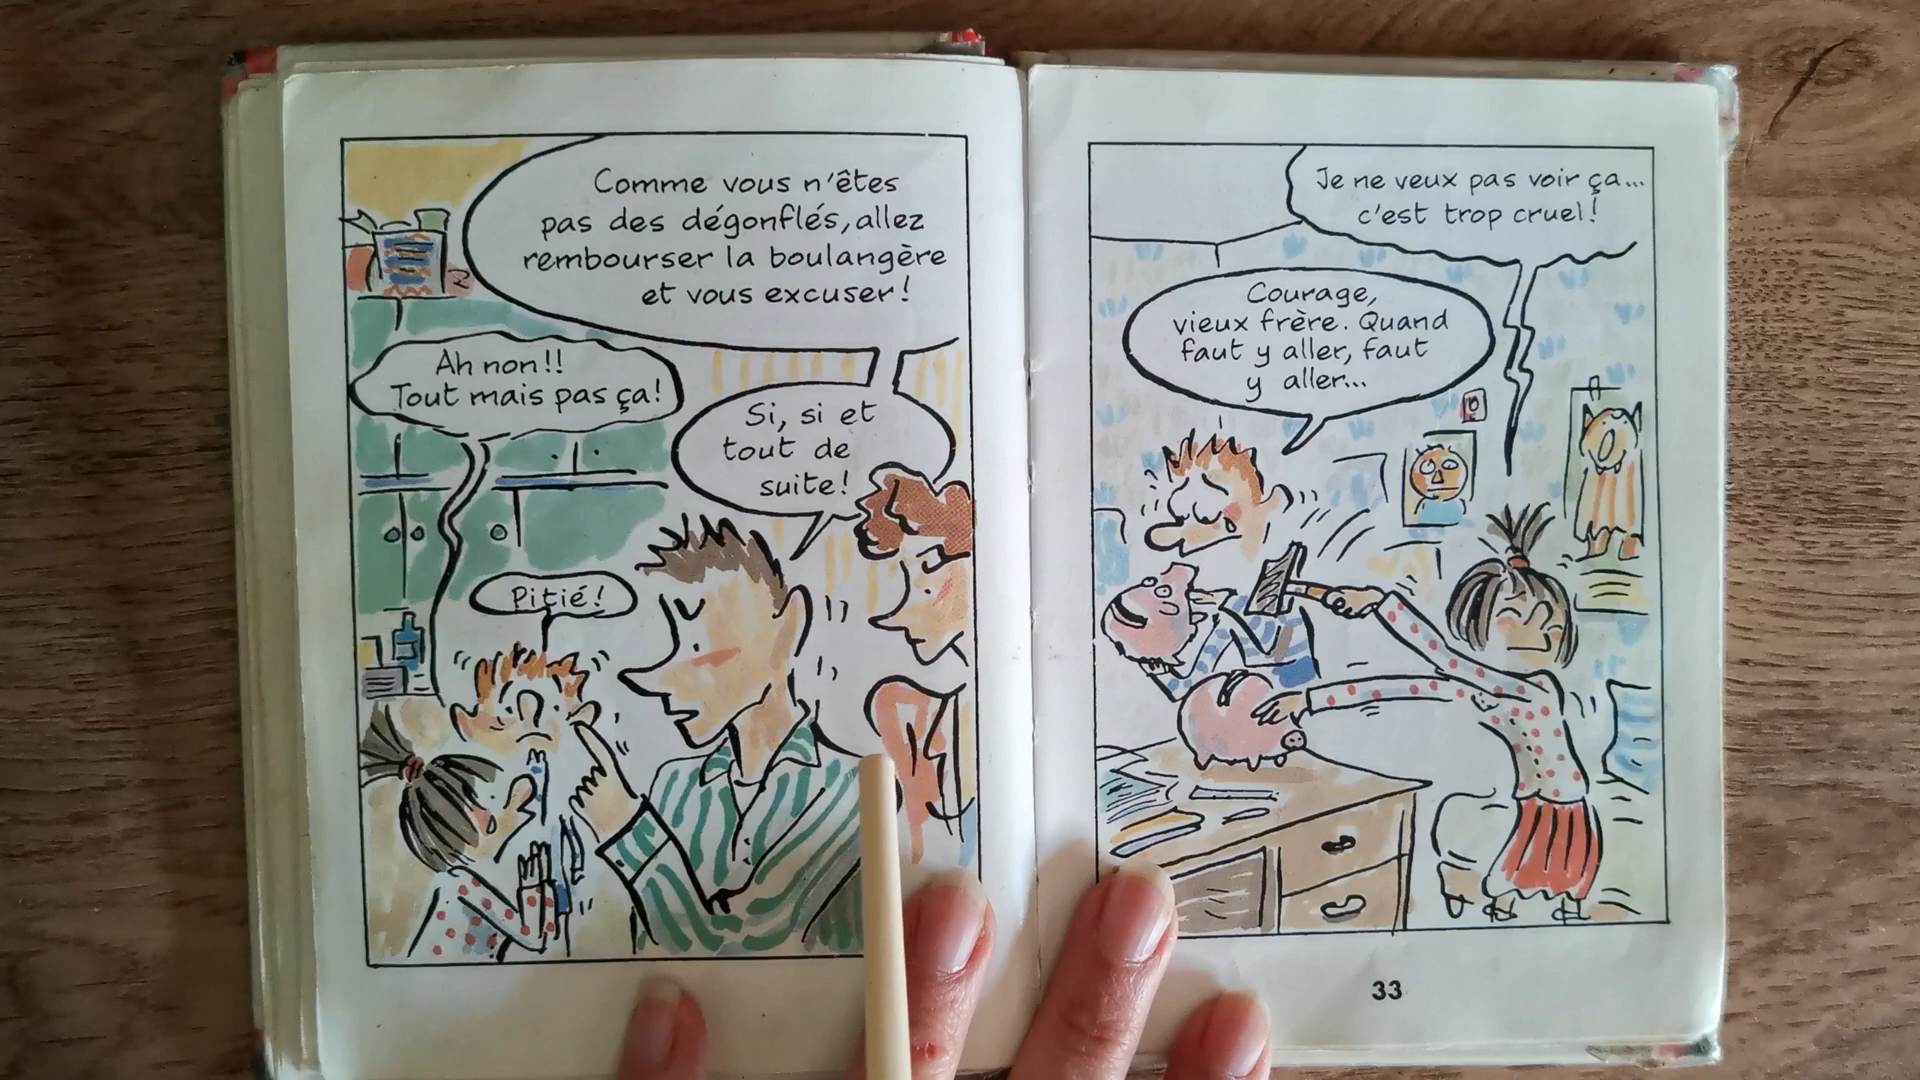 Comme vous n'êtes
pas des dégonflés, allez
rembourser la boulangère
et vous excuser!
Ah non!!
Tout mais pas ça!
Si, si et
tout de
suite!
Pitié!
Je ne veux pas voir ça...
c'est trop cruel!
Courage,
vieux frère. Quand
faut y aller, faut
y aller...
33